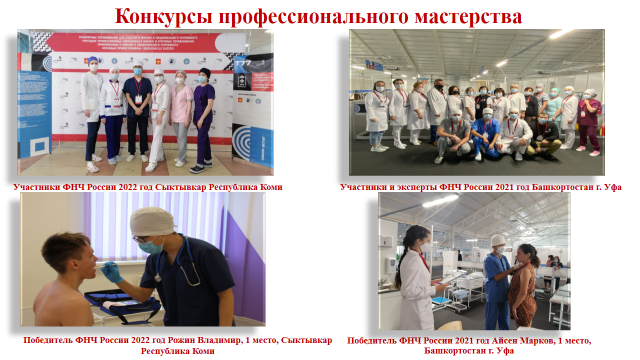 Конкурсы профессионального мастерства
Участники ФНЧ России 2022 год Сыктывкар Республика Коми
Участники и эксперты ФНЧ России 2021 год Башкортостан г. Уфа
Победитель ФНЧ России 2022 год Рожин Владимир, 1 место, Сыктывкар
Республика Коми
Победитель ФНЧ России 2021 год Айсен Марков, 1 место,
Башкортостан г. Уфа